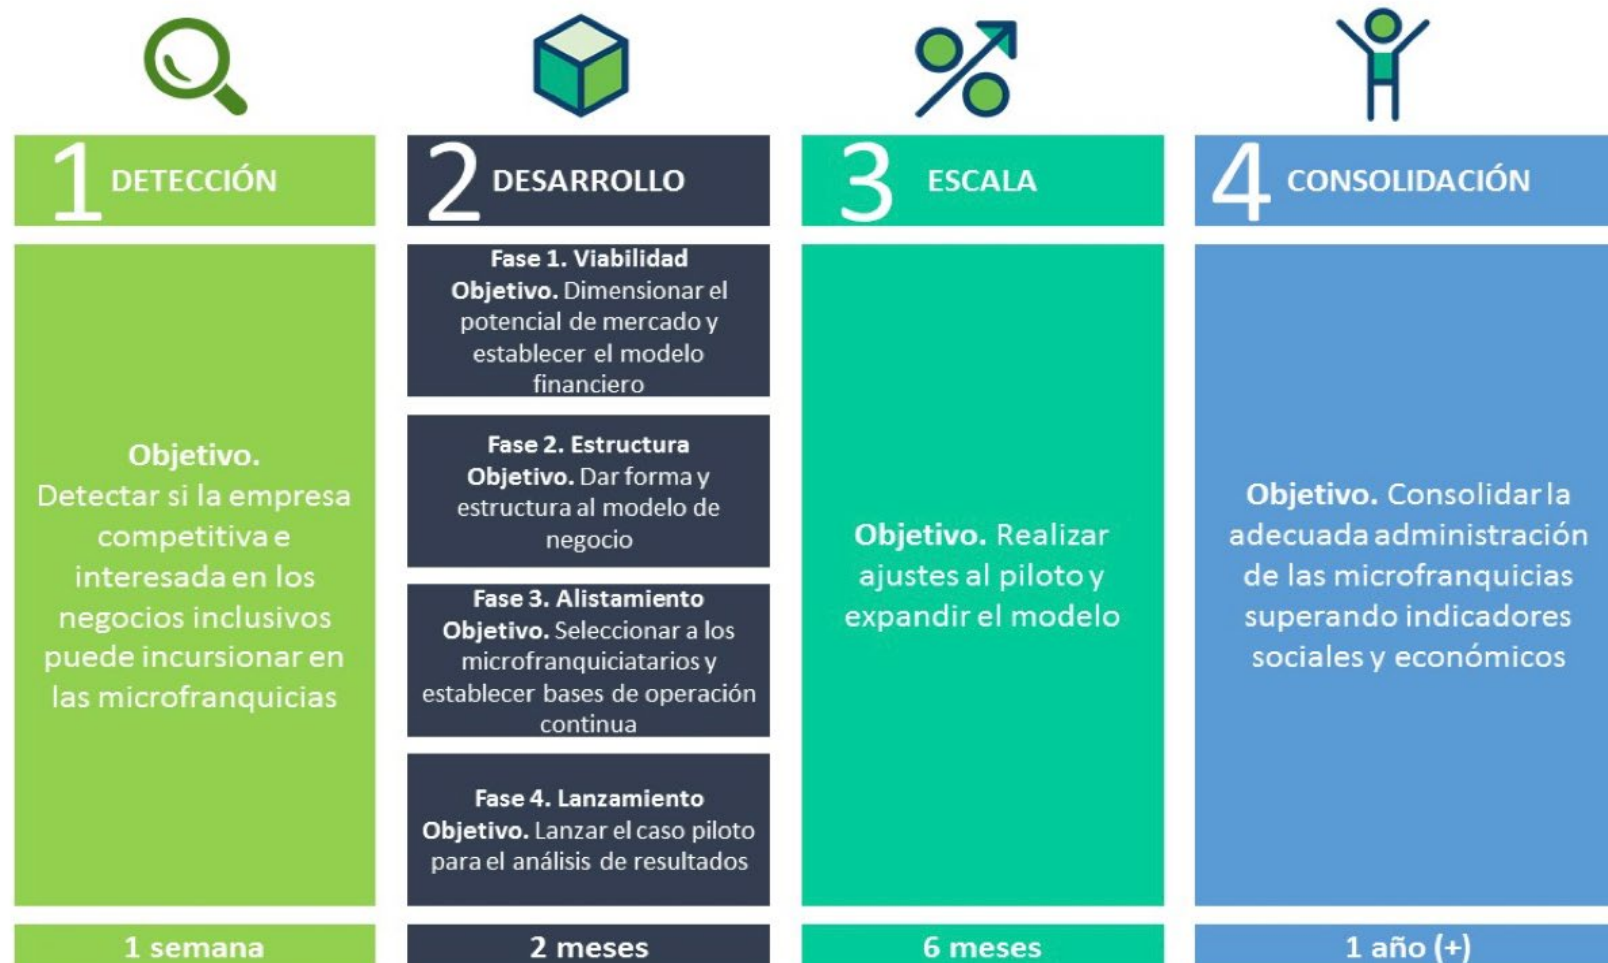 1 DETECCIÓN
Objetivo.
Detectar si la empresa
competitiva e
interesada en los
negocios inclusivos
puede incursionar en
las microfranquicias
1 semana
2 DESARROLLO
Fase 1. Viabilidad
Objetivo. Dimensionar el
potencial de mercado y
establecer el modelo
financiero
Fase 2. Estructura
Objetivo. Dar forma y
estructura al modelo de
negocio
Fase 3. Alistamiento
Objetivo. Seleccionar a los
microfranquiciatarios y
establecer bases de operación
continua
Fase 4. Lanzamiento
Objetivo. Lanzar el caso piloto
para el análisis de resultados
2 meses
3 ESCALA
Objetivo. Realizar
ajustes al piloto y
expandir el modelo
6 meses
4 CONSOLIDACIÓN
Objetivo. Consolidar la
adecuada administración
de las microfranquicias
superando indicadores
sociales y económicos
1 año (+)